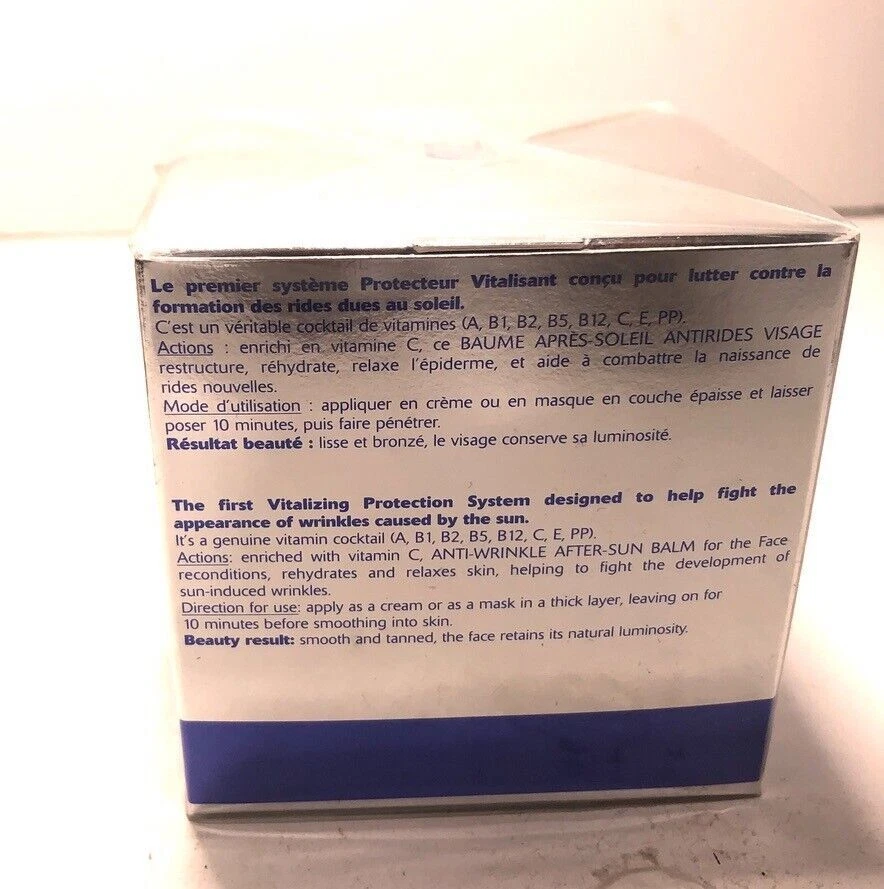 Le premier système Protecteur Vitalisant conçu pour lutter contre la
formation des rides dues au soleil.
C'est un véritable cocktail de vitamines (A, B1, B2, B5, B12, C, E, PP).
Actions : enrichi en vitamine C, ce BAUME APRÈS-SOLEIL ANTIRIDES VISAGE
restructure, réhydrate, relaxe l'épiderme, et aide à combattre la naissance de
rides nouvelles.
Mode d'utilisation : appliquer en crème ou en masque en couche épaisse et laisser
poser 10 minutes, puis faire pénétrer.
Résultat beauté : lisse et bronzé, le visage conserve sa luminosité.
The first Vitalizing Protection System designed to help fight the
appearance of wrinkles caused by the sun.
It's a genuine vitamin cocktail (A, B1, B2, B5, B12, C, E, PP).
Actions: enriched with vitamin C, ANTI-WRINKLE AFTER-SUN BALM for the Face
reconditions, rehydrates and relaxes skin, helping to fight the development of
sun-induced wrinkles.
Direction for use: apply as a cream or as a mask in a thick layer, leaving on for
10 minutes before smoothing into skin.
Beauty result: smooth and tanned, the face retains its natural luminosity.